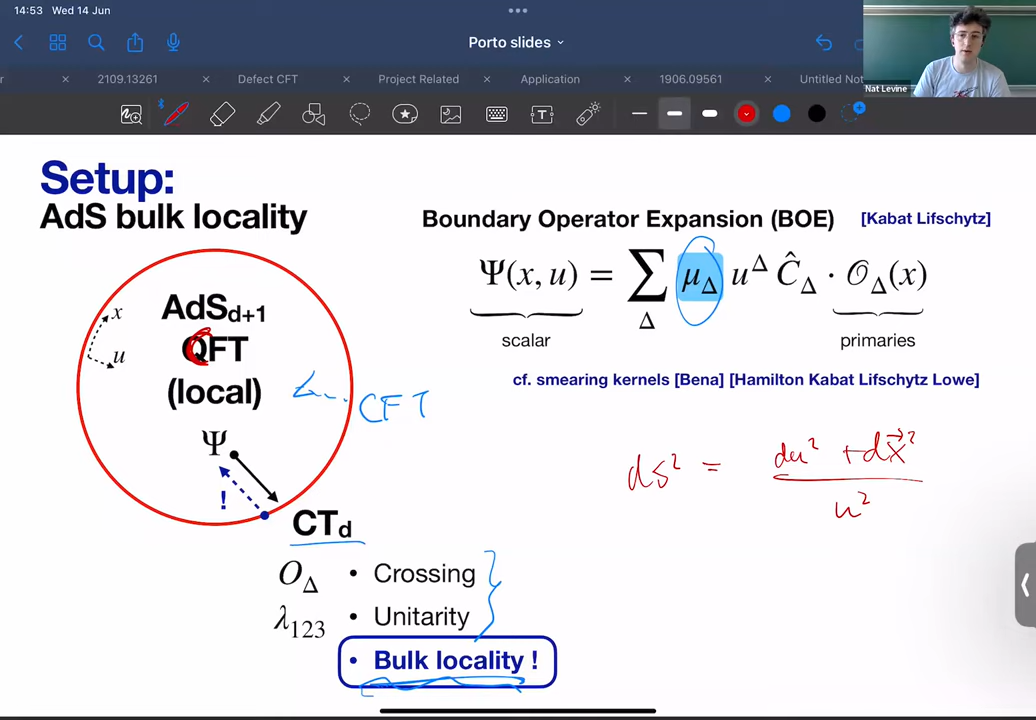 14:53 Wed 14 Jun
Porto slides
r 2109.13261 Defect CFT Project Related Application 1906.09561 Untitled Not
Nat Levine
Setup:
AdS bulk locality
Boundary Operator Expansion (BOE) [Kabat Lifschytz]
Ψ(x, u) = ∑ μ_Δ u^Δ Ĉ_Δ · 𝒪_Δ(x)
Δ
scalar primaries
cf. smearing kernels [Bena] [Hamilton Kabat Lifschytz Lowe]
x
u
AdS_{d+1}
QFT
(local)
CFT
Ψ
!
ds² = (du² + dx⃗²) / u²
CT_d
O_Δ • Crossing
λ_123 • Unitarity
• Bulk locality !